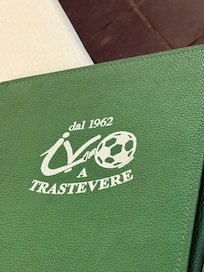 dal 1962
ivo
A
TRASTEVERE